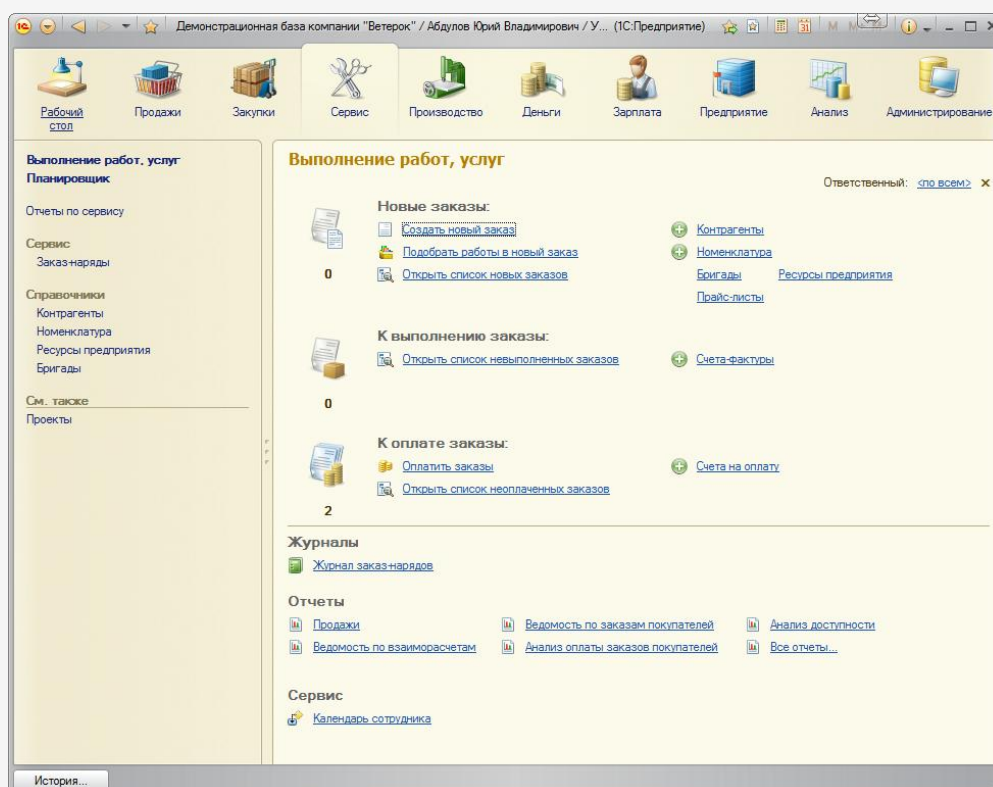 Демонстрационная база компании "Ветерок" / Абдулов Юрий Владимирович / У... (1С:Предприятие)
Рабочий стол
Продажи
Закупки
Сервис
Производство
Деньги
Зарплата
Предприятие
Анализ
Администрирование
Выполнение работ, услуг
Планировщик
Отчеты по сервису
Сервис
Заказ-наряды
Справочники
Контрагенты
Номенклатура
Ресурсы предприятия
Бригады
См. также
Проекты
Выполнение работ, услуг
Ответственный: <по всем>
Новые заказы:
Создать новый заказ
Контрагенты
Подобрать работы в новый заказ
Номенклатура
0
Открыть список новых заказов
Бригады
Ресурсы предприятия
Прайс-листы
К выполнению заказы:
Открыть список невыполненных заказов
Счета-фактуры
0
К оплате заказы:
Оплатить заказы
Счета на оплату
Открыть список неоплаченных заказов
2
Журналы
Журнал заказ-нарядов
Отчеты
Продажи
Ведомость по заказам покупателей
Анализ доступности
Ведомость по взаиморасчетам
Анализ оплаты заказов покупателей
Все отчеты...
Сервис
Календарь сотрудника
История...